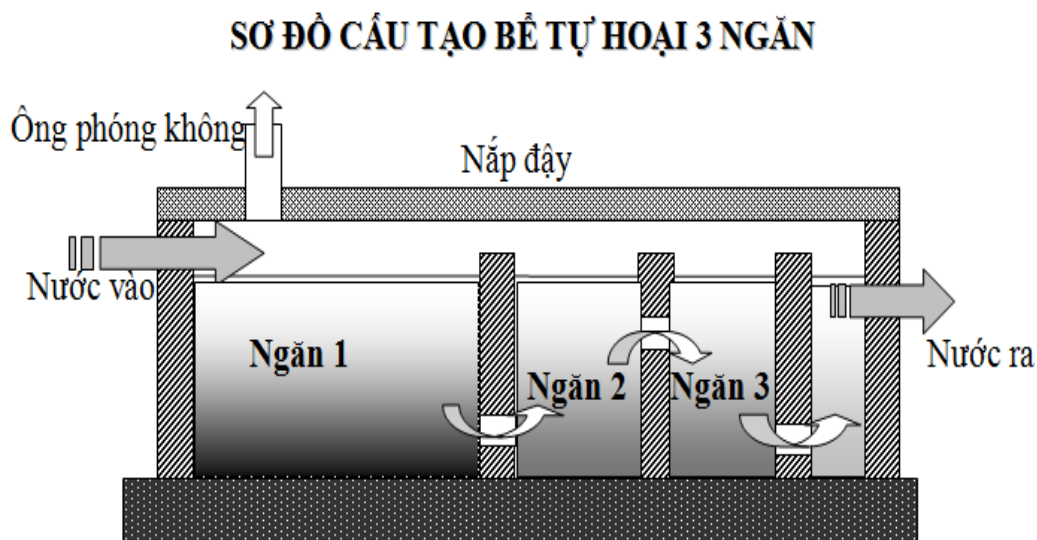 SƠ ĐỒ CẤU TẠO BỂ TỰ HOẠI 3 NGĂN
Ông phóng không
Nắp đậy
Nước vào
Ngăn 1
Ngăn 2
Ngăn 3
Nước ra